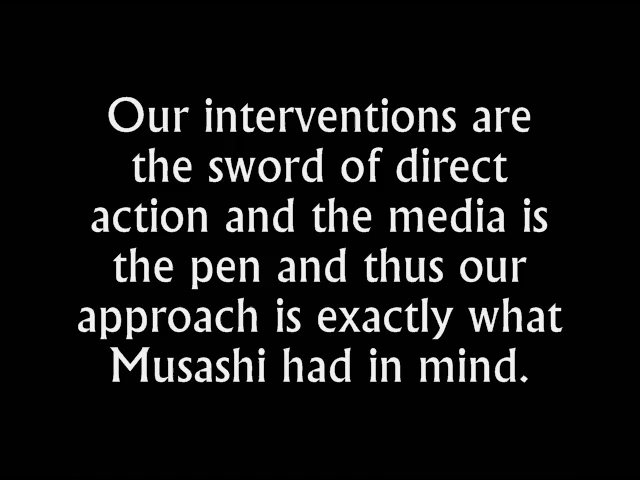 Our interventions are
the sword of direct
action and the media is
the pen and thus our
approach is exactly what
Musashi had in mind.